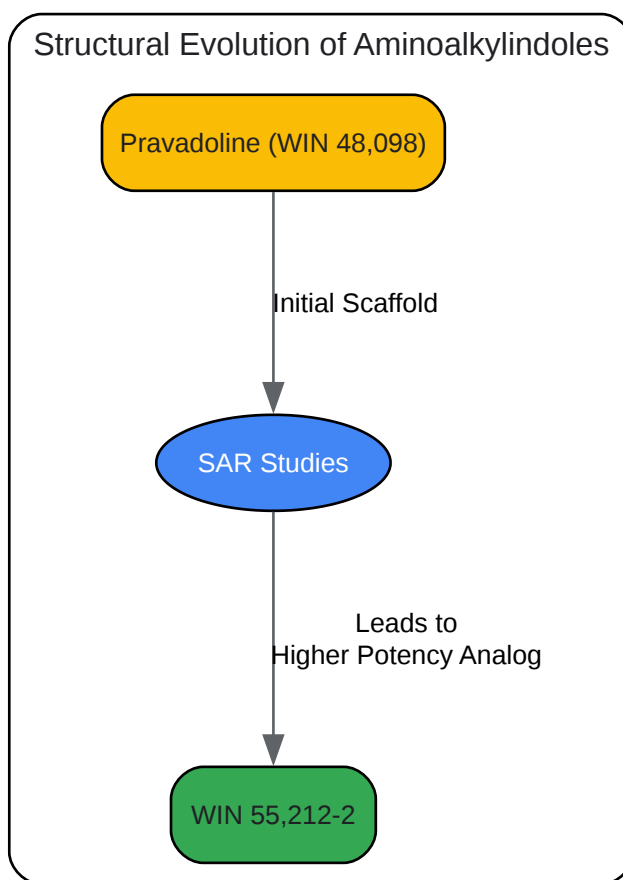 Structural Evolution of Aminoalkylindoles
Pravadoline (WIN 48,098)
Initial Scaffold
SAR Studies
Leads to
Higher Potency Analog
WIN 55,212-2